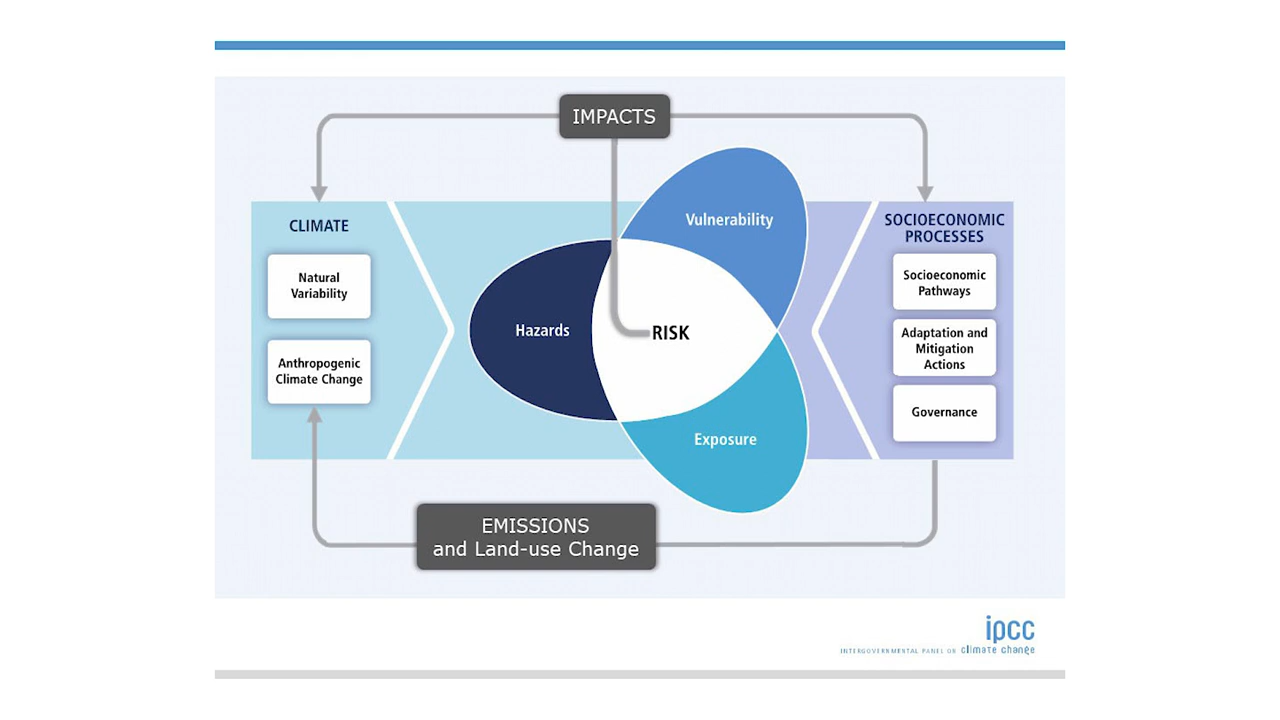 IMPACTS
CLIMATE
Natural
Variability
Anthropogenic
Climate Change
Vulnerability
Hazards
RISK
Exposure
SOCIOECONOMIC
PROCESSES
Socioeconomic
Pathways
Adaptation and
Mitigation
Actions
Governance
EMISSIONS
and Land-use Change
ipcc
INTERGOVERNMENTAL PANEL ON climate change